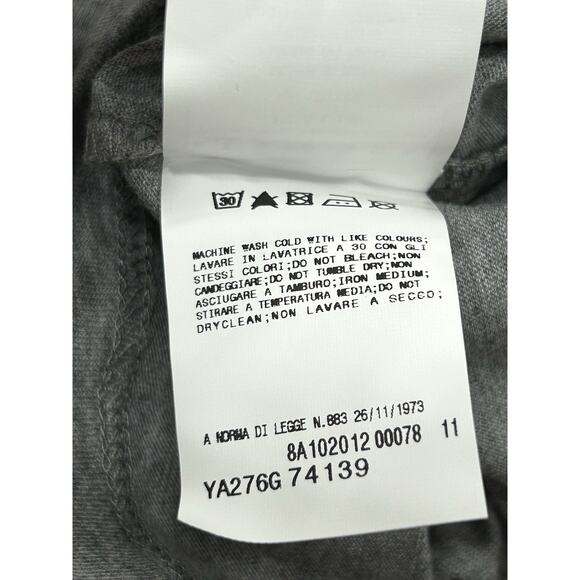 30
MACHINE WASH COLD WITH LIKE COLOURS;
LAVARE IN LAVATRICE A 30 CON GLI
STESSI COLORI;DO NOT BLEACH;NON
CANDEGGIARE;DO NOT TUMBLE DRY;NON
ASCIUGARE A TAMBURO;IRON MEDIUM;
STIRARE A TEMPERATURA MEDIA;DO NOT
DRYCLEAN;NON LAVARE A SECCO;
A NORMA DI LEGGE N.883 26/11/1973
8A102012 00078 11
YA276G 74139